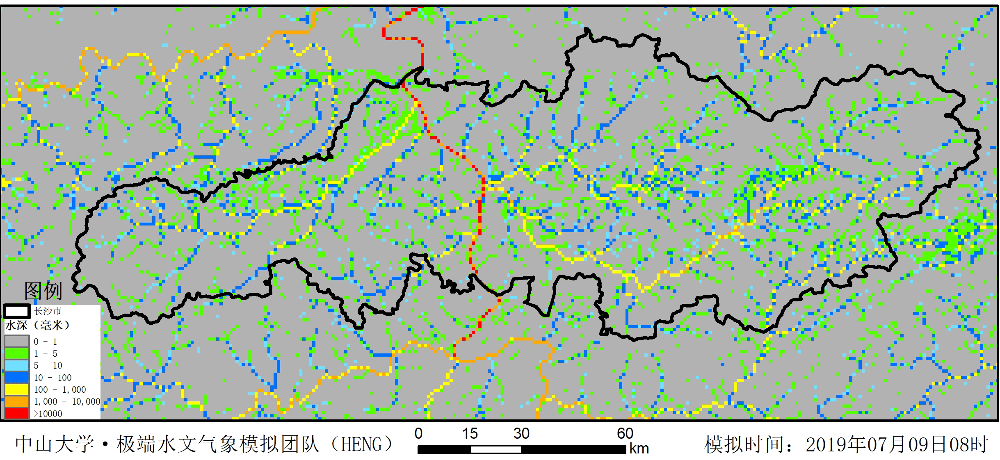 图例
长沙市
水深（毫米）
0 - 1
1 - 5
5 - 10
10 - 100
100 - 1,000
1,000 - 10,000
>10000
0 15 30 60
km
中山大学·极端水文气象模拟团队（HENG）
模拟时间：2019年07月09日08时